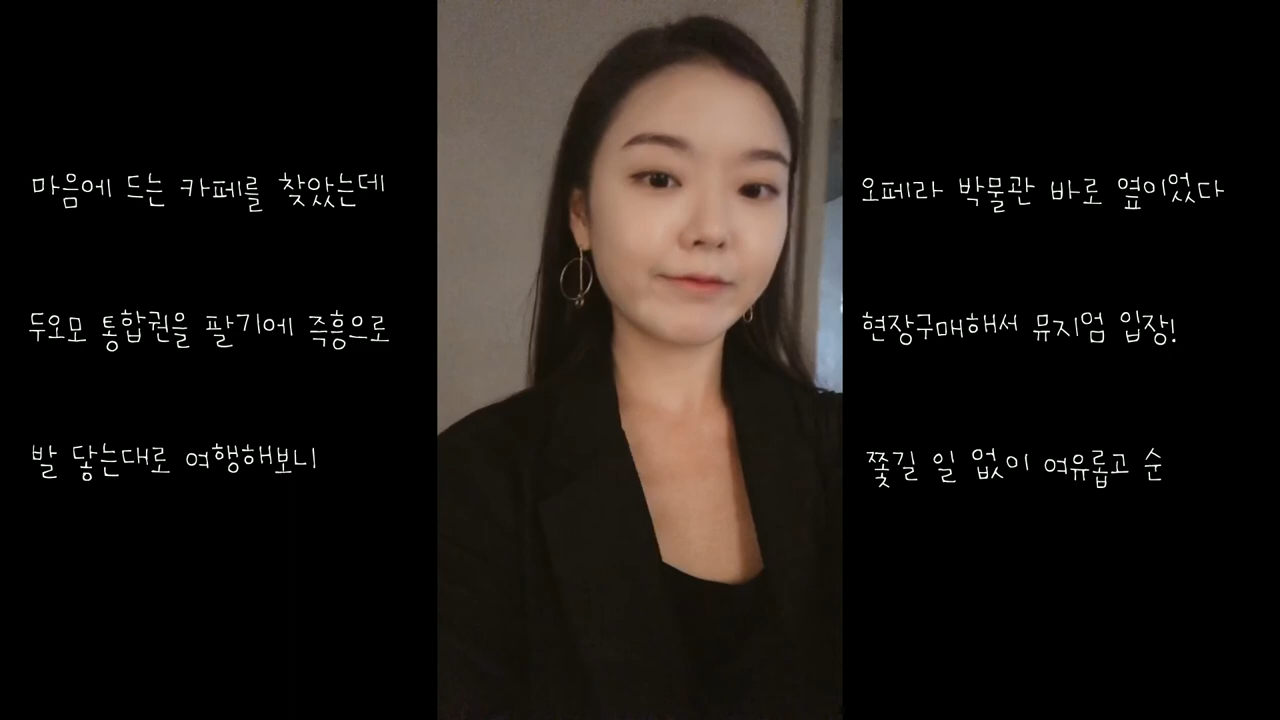 마음에 드는 카페를 찾았는데
오페라 박물관 바로 옆이었다
두오모 통합권을 팔기에 즉흥으로
현장구매해서 뮤지엄 입장!
발 닿는대로 여행해보니
쫓길 일 없이 여유롭고 순